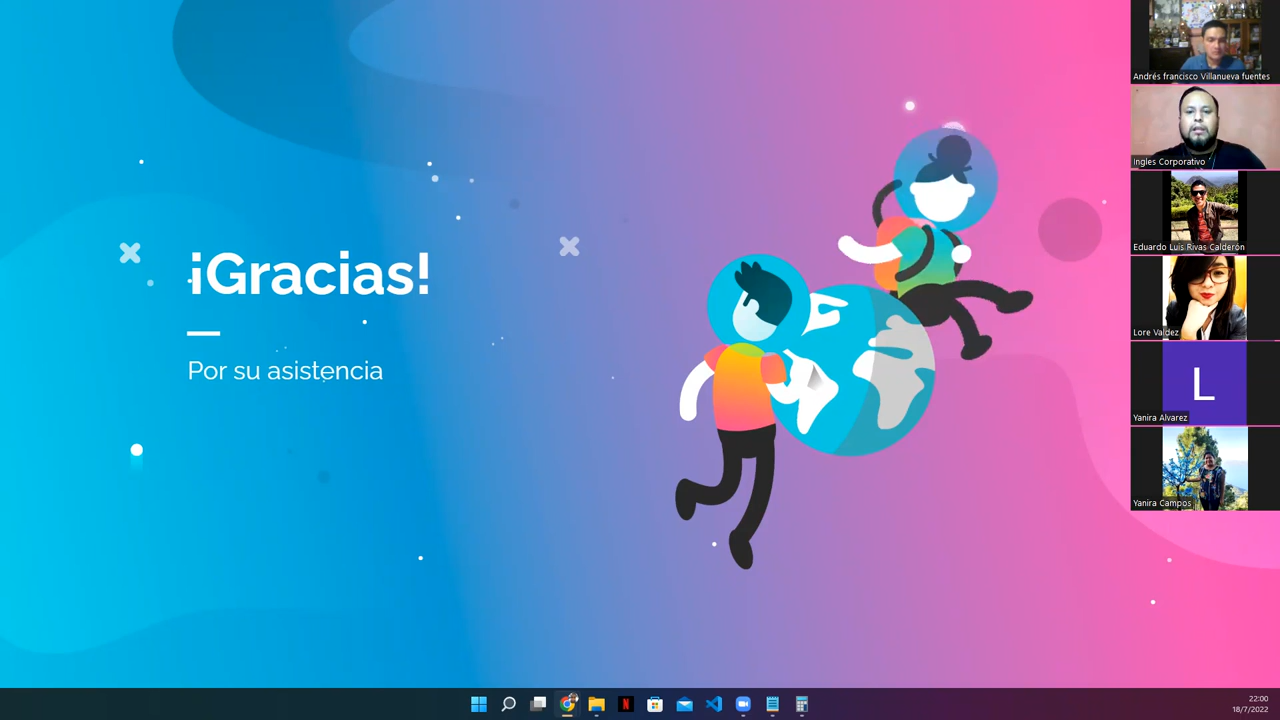 ¡Gracias!
Por su asistencia
Andrés francisco Villanueva fuentes
Ingles Corporativo
Eduardo Luis Rivas Calderón
Lore Valdez
L
Yanira Alvarez
Yanira Campos
N
22:00
18/7/2022